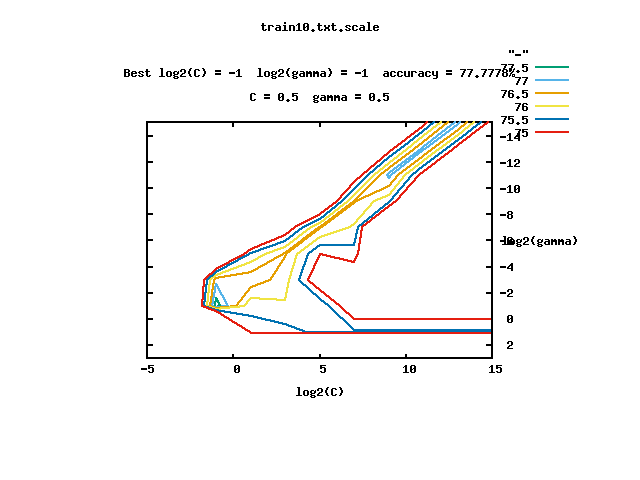 train10.txt.scale
"-"
Best log2(C) = -1  log2(gamma) = -1  accuracy = 77.7778%
77.5
77
C = 0.5  gamma = 0.5
76.5
76
75.5
75
-14
-12
-10
-8
-6
log2(gamma)
-4
-2
0
2
-5 0 5 10 15
log2(C)